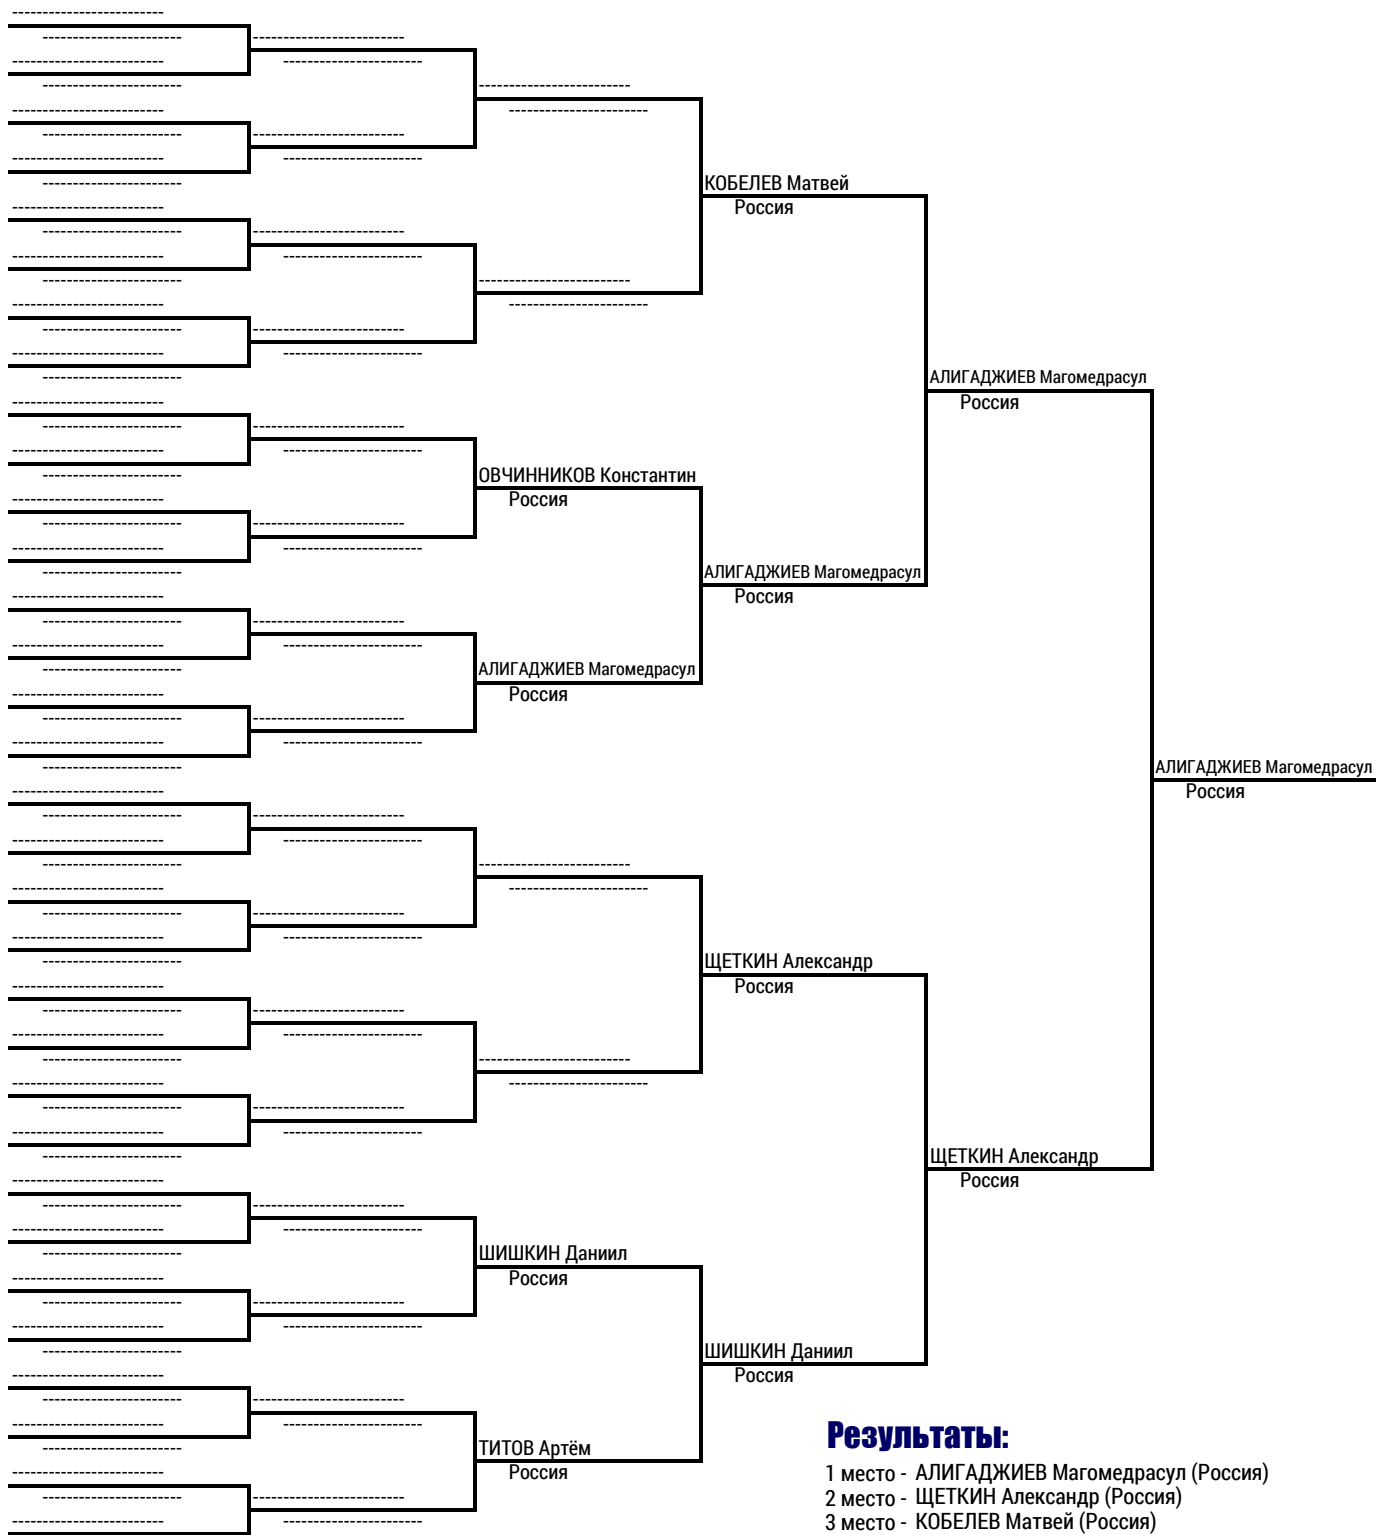 КОБЕЛЕВ Матвей
Россия
АЛИГАДЖИЕВ Магомедрасул
Россия
ОВЧИННИКОВ Константин
Россия
АЛИГАДЖИЕВ Магомедрасул
Россия
АЛИГАДЖИЕВ Магомедрасул
Россия
АЛИГАДЖИЕВ Магомедрасул
Россия
ЩЕТКИН Александр
Россия
ЩЕТКИН Александр
Россия
ШИШКИН Даниил
Россия
ШИШКИН Даниил
Россия
ТИТОВ Артём
Россия
Результаты:
1 место - АЛИГАДЖИЕВ Магомедрасул (Россия)
2 место - ЩЕТКИН Александр (Россия)
3 место - КОБЕЛЕВ Матвей (Россия)